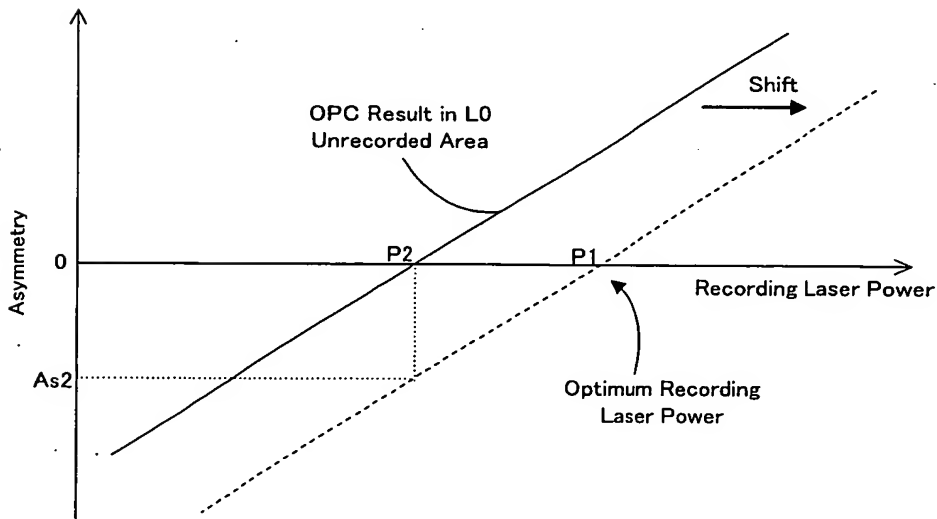 Shift
OPC Result in L0
Unrecorded Area
Asymmetry
0
P2
P1
Recording Laser Power
As2
Optimum Recording
Laser Power